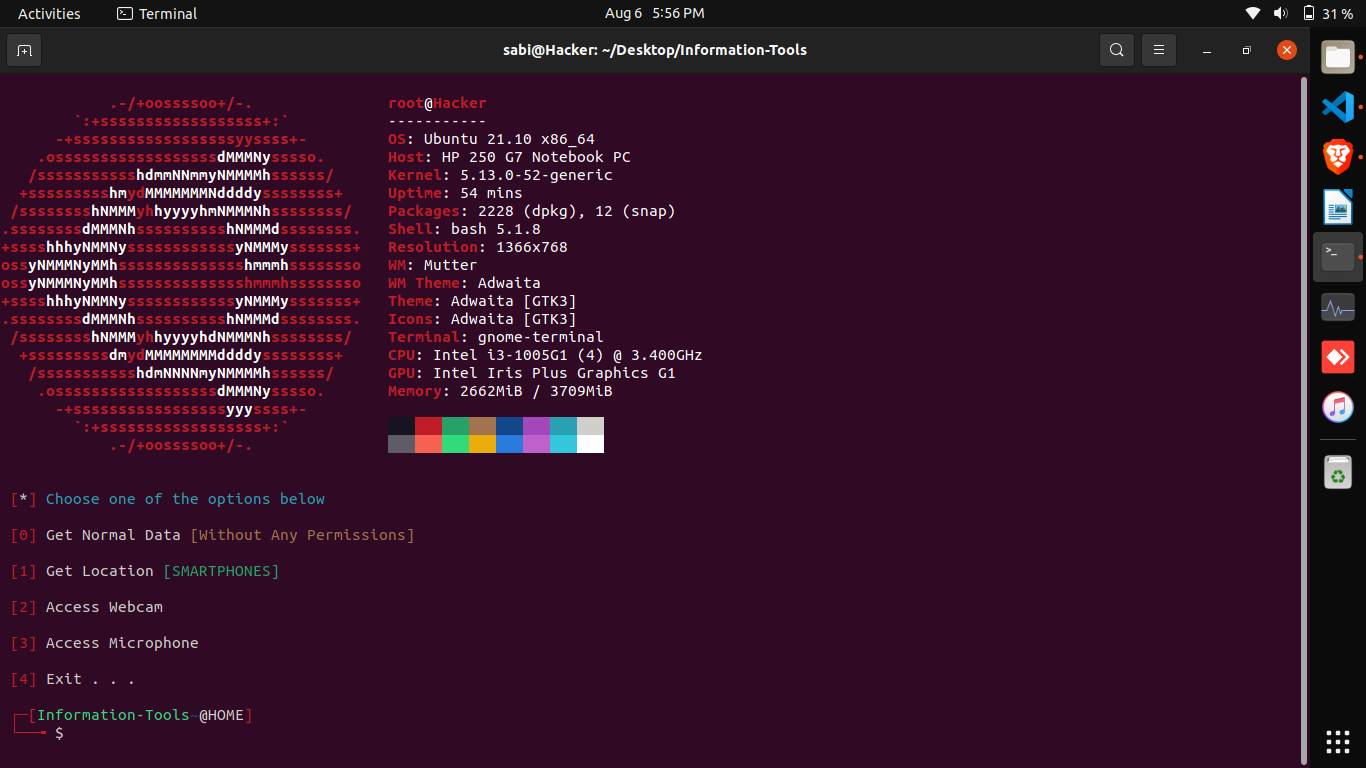 Activities
Terminal
Aug 6 5:56 PM
31 %
sabi@Hacker: ~/Desktop/Information-Tools
.-/+oossssoo+/-.
`:+ssssssssssssssssss+:`
-+ssssssssssssssssssyyssss+-
.ossssssssssssssssssdMMMNysssso.
/ssssssssssshdmmNNmmyNMMMMhssssss/
+ssssssssshmydMMMMMMMNddddyssssssss+
/sssssssshNMMMyhhyyyyhmNMMMNhssssssss/
.ssssssssdMMMNhsssssssssshNMMMdssssssss.
+sssshhhyNMMNyssssssssssssyNMMMysssssss+
ossyNMMMNyMMhsssssssssssssshmmmhssssssso
ossyNMMMNyMMhsssssssssssssshmmmhssssssso
+sssshhhyNMMNyssssssssssssyNMMMysssssss+
.ssssssssdMMMNhsssssssssshNMMMdssssssss.
/sssssssshNMMMyhhyyyyhdNMMMNhssssssss/
+sssssssssdmydMMMMMMMMddddyssssssss+
/ssssssssssshdmNNNNmyNMMMMhssssss/
.ossssssssssssssssssdMMMNysssso.
-+sssssssssssssssssyyyssss+-
`:+ssssssssssssssssss+:`
.-/+oossssoo+/-.
root@Hacker
-----------
OS: Ubuntu 21.10 x86_64
Host: HP 250 G7 Notebook PC
Kernel: 5.13.0-52-generic
Uptime: 54 mins
Packages: 2228 (dpkg), 12 (snap)
Shell: bash 5.1.8
Resolution: 1366x768
WM: Mutter
WM Theme: Adwaita
Theme: Adwaita [GTK3]
Icons: Adwaita [GTK3]
Terminal: gnome-terminal
CPU: Intel i3-1005G1 (4) @ 3.400GHz
GPU: Intel Iris Plus Graphics G1
Memory: 2662MiB / 3709MiB
[*] Choose one of the options below
[0] Get Normal Data [Without Any Permissions]
[1] Get Location [SMARTPHONES]
[2] Access Webcam
[3] Access Microphone
[4] Exit . . .
┌─[Information-Tools~@HOME]
└──╼ $